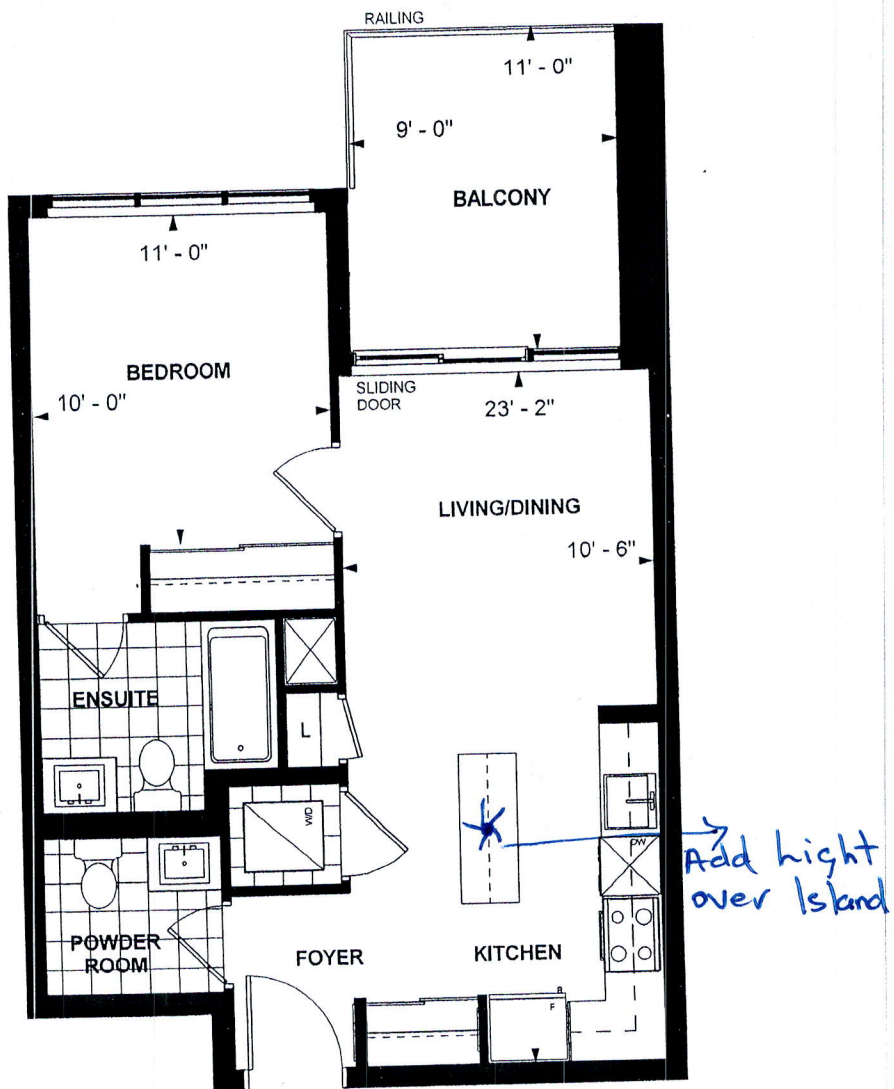 RAILING
11' - 0"
9' - 0"
BALCONY
11' - 0"
BEDROOM
10' - 0"
SLIDING
DOOR
23' - 2"
LIVING/DINING
10' - 6"
ENSUITE
L
W/D
DW
Add Light
over Island
POWDER
ROOM
FOYER
KITCHEN
R
F